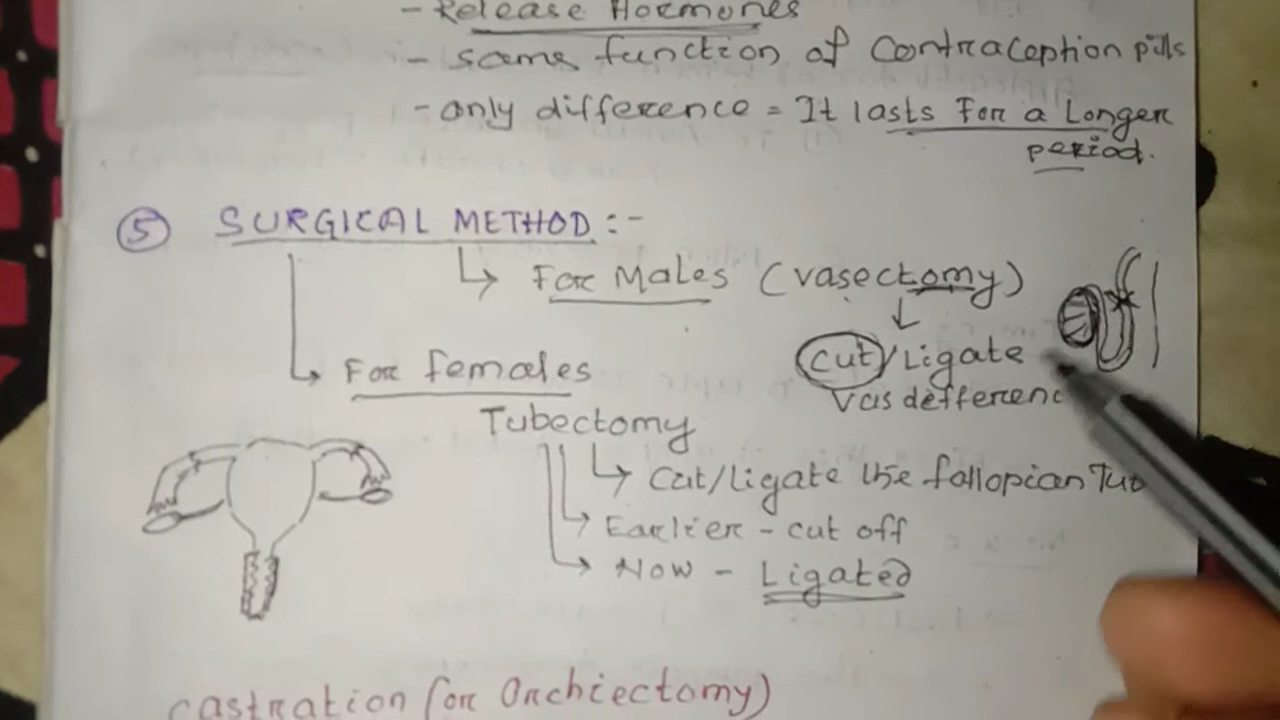 - Release Hormones
- same function of Contraception pills
- only difference = It lasts For a Longer
period.
5 SURGICAL METHOD :-
For Males (vasectomy)
Cut/Ligate
Vas defferenc
For females
Tubectomy
Cut/ligate the fallopian Tub
Earlier - cut off
Now - Ligated
castration (or Orchiectomy)